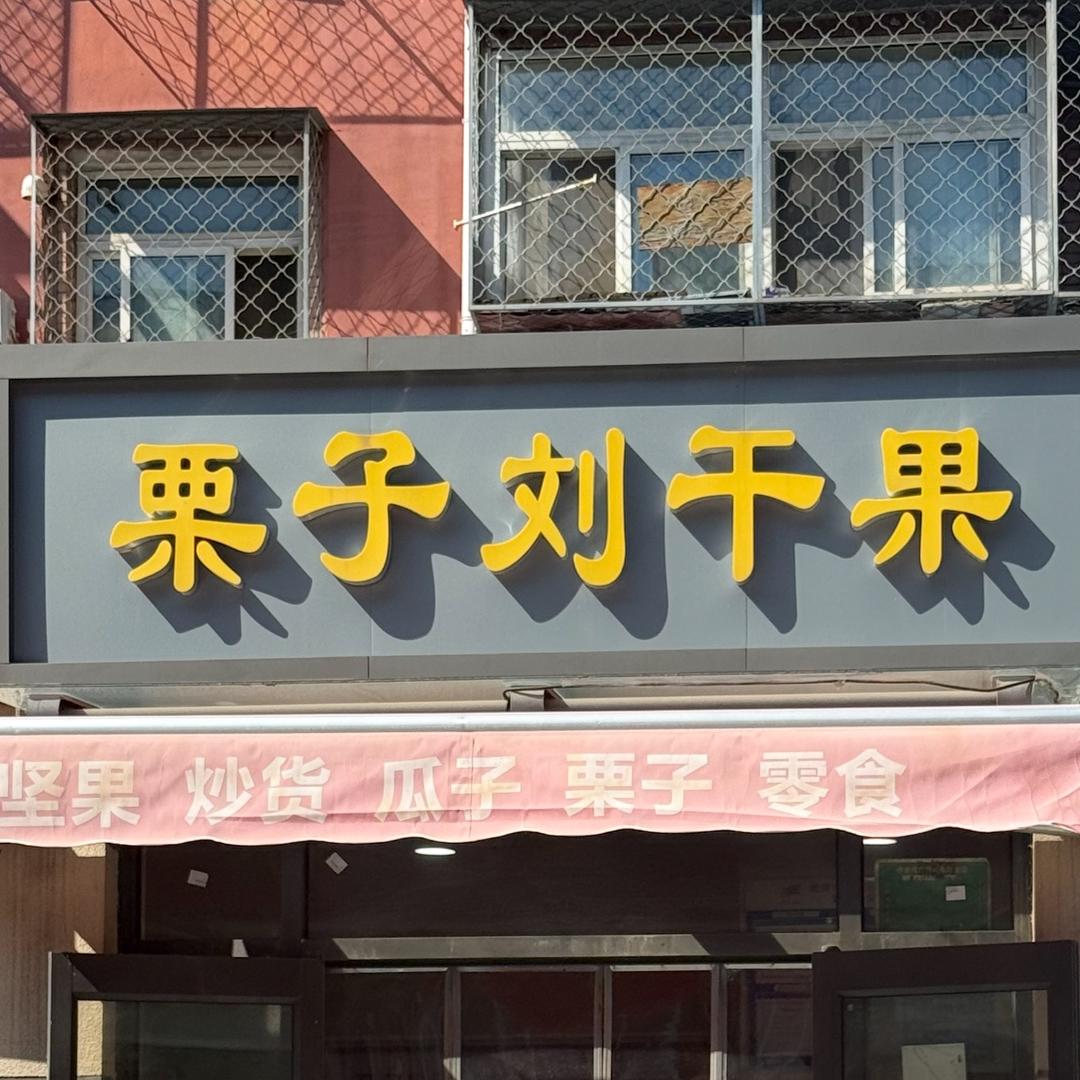 栗子刘干果
坚果 炒货 瓜子 栗子 零食